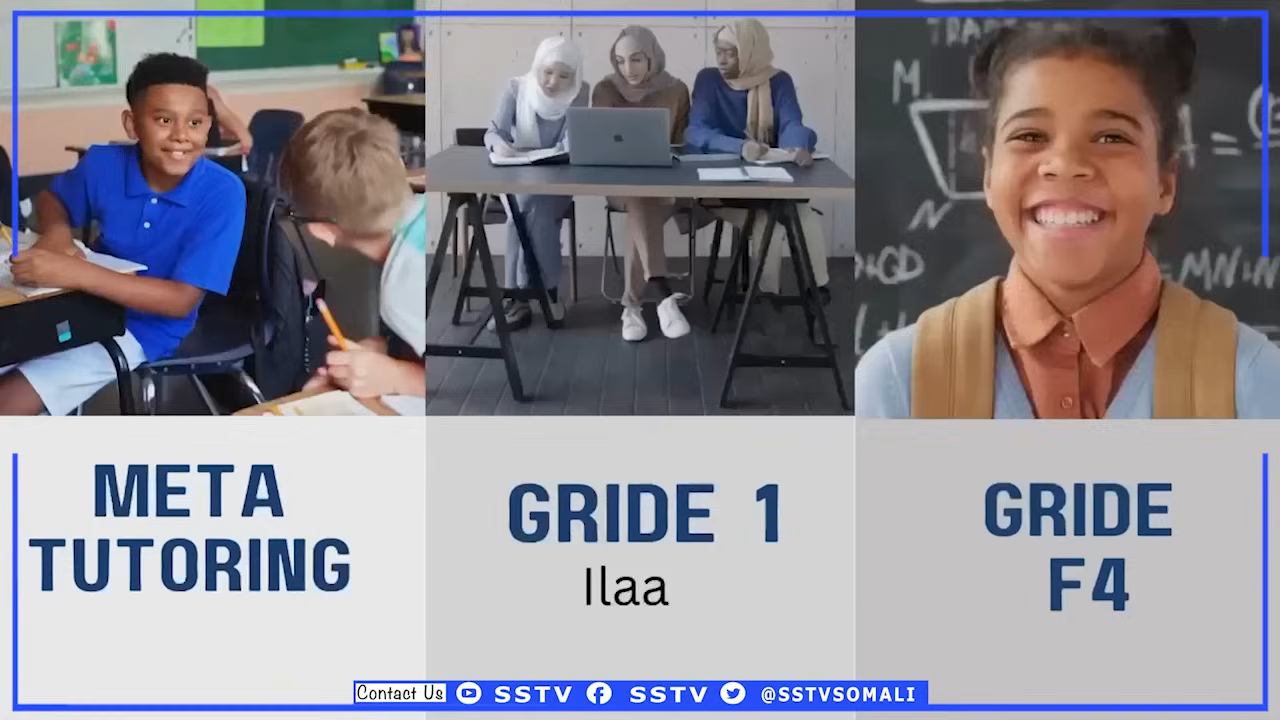 META
TUTORING
GRIDE 1
Ilaa
GRIDE
F4
M
N
A =
Contact Us SSTV SSTV @SSTVSOMALI